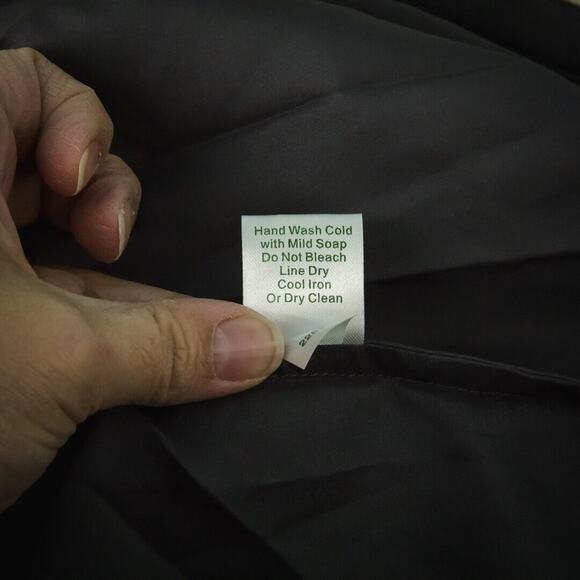 Hand Wash Cold
with Mild Soap
Do Not Bleach
Line Dry
Cool Iron
Or Dry Clean